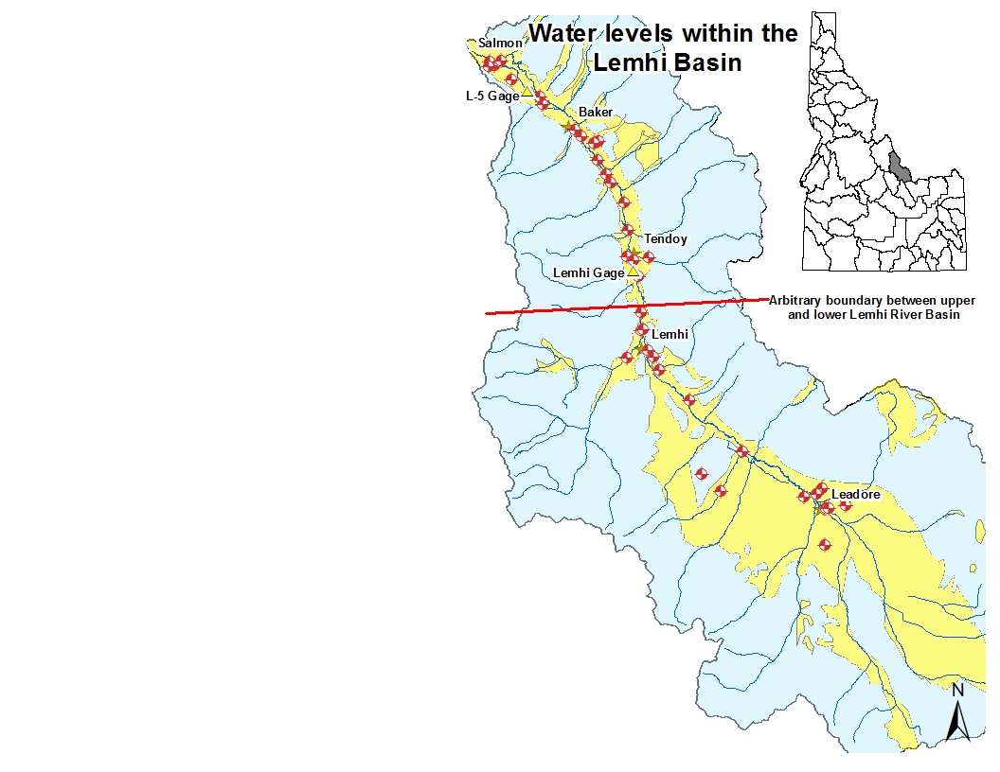 Water levels within the
Lemhi Basin
Salmon
L-5 Gage
Baker
Tendoy
Lemhi Gage
Arbitrary boundary between upper
and lower Lemhi River Basin
Lemhi
Leadore
N